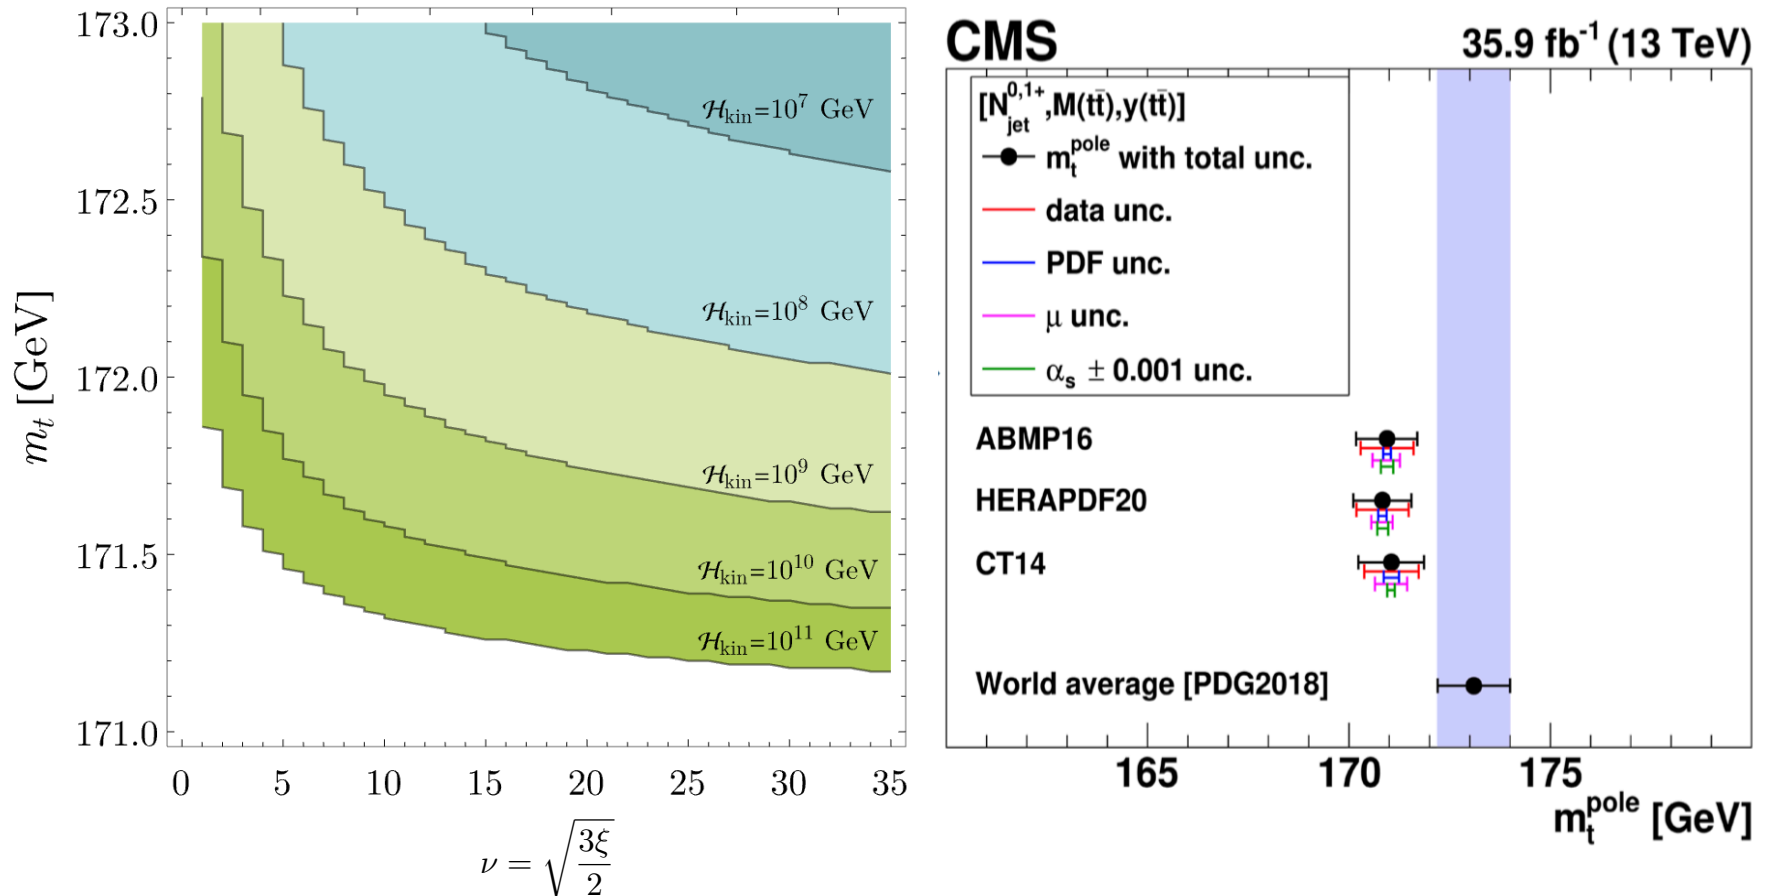 173.0
172.5
172.0
171.5
171.0
m_t [GeV]
ℋ_kin=10^7 GeV
ℋ_kin=10^8 GeV
ℋ_kin=10^9 GeV
ℋ_kin=10^10 GeV
ℋ_kin=10^11 GeV
0 5 10 15 20 25 30 35
ν = √(3ξ/2)
CMS 35.9 fb^-1 (13 TeV)
[N_jet^0,1+,M(tt̄),y(tt̄)]
m_t^pole with total unc.
data unc.
PDF unc.
μ unc.
α_s ± 0.001 unc.
ABMP16
HERAPDF20
CT14
World average [PDG2018]
165 170 175
m_t^pole [GeV]